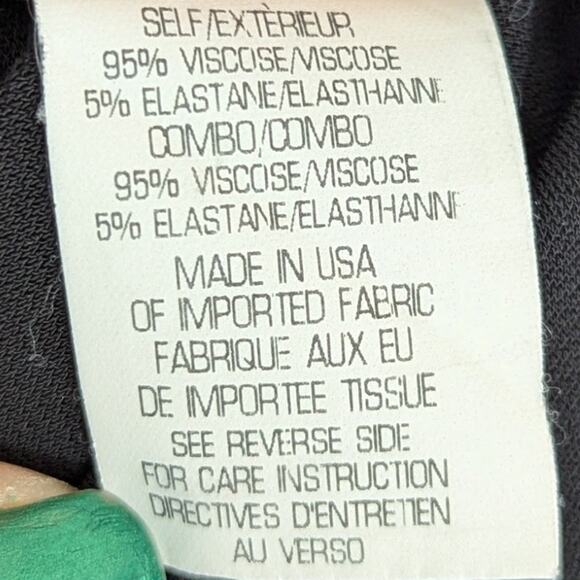 SELF/EXTÈRIEUR
95% VISCOSE/VISCOSE
5% ELASTANE/ELASTHANNE
COMBO/COMBO
95% VISCOSE/VISCOSE
5% ELASTANE/ELASTHANNE
MADE IN USA
OF IMPORTED FABRIC
FABRIQUE AUX EU
DE IMPORTEE TISSUE
SEE REVERSE SIDE
FOR CARE INSTRUCTION
DIRECTIVES D'ENTRETIEN
AU VERSO